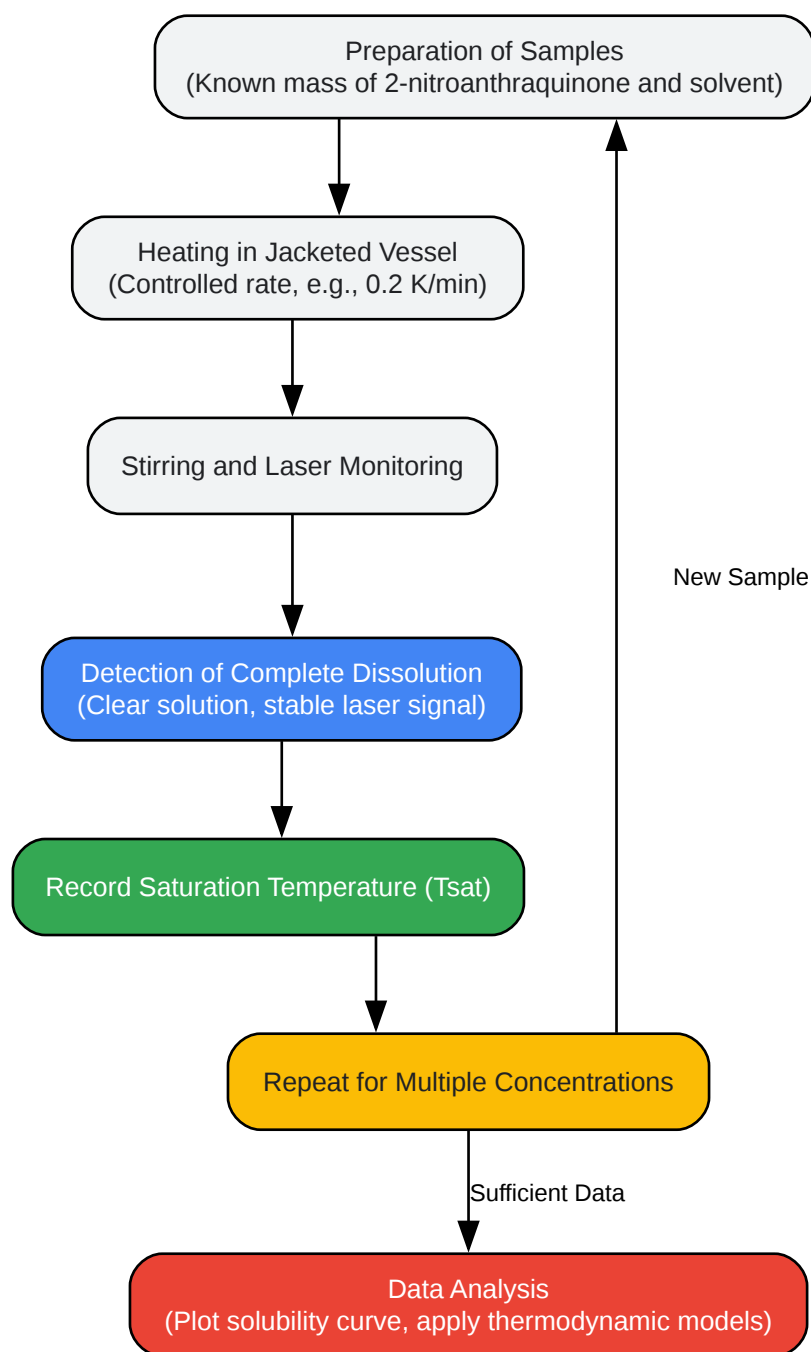 Preparation of Samples
(Known mass of 2-nitroanthraquinone and solvent)
Heating in Jacketed Vessel
(Controlled rate, e.g., 0.2 K/min)
Stirring and Laser Monitoring
New Sample
Detection of Complete Dissolution
(Clear solution, stable laser signal)
Record Saturation Temperature (Tsat)
Repeat for Multiple Concentrations
Sufficient Data
Data Analysis
(Plot solubility curve, apply thermodynamic models)